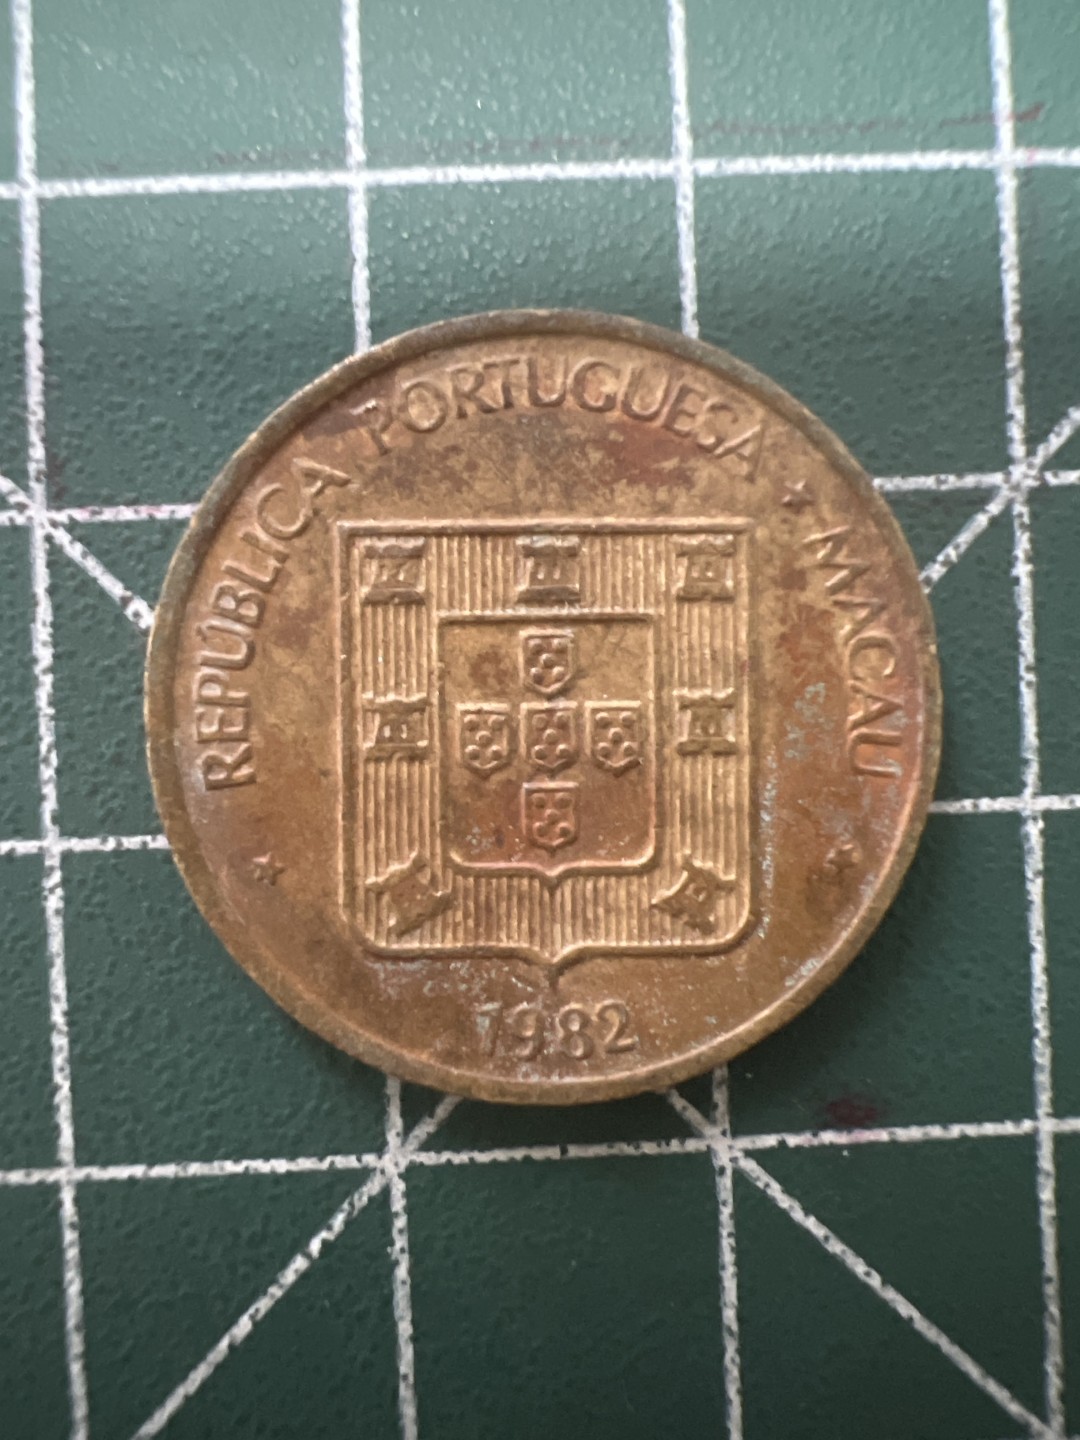 REPÚBLICA PORTUGUESA ★ MACAU ★
1982